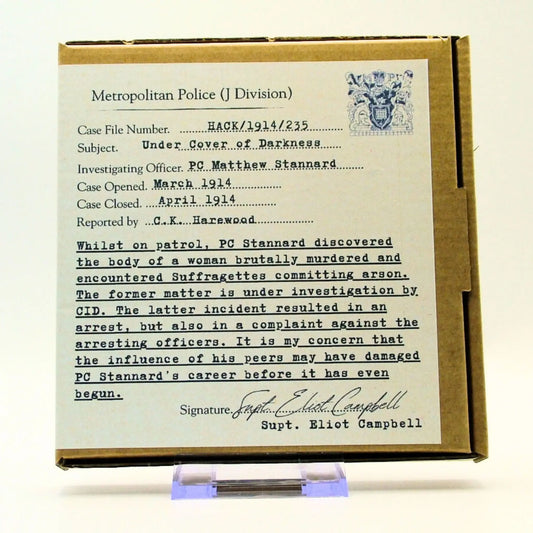 Metropolitan Police (J Division)
Case File Number. HACK/1914/235
Subject. Under Cover of Darkness
Investigating Officer. PC Matthew Stannard
Case Opened. March 1914
Case Closed. April 1914
Reported by C.K. Harewood
Whilst on patrol, PC Stannard discovered
the body of a woman brutally murdered and
encountered Suffragettes committing arson.
The former matter is under investigation by
CID. The latter incident resulted in an
arrest, but also in a complaint against the
arresting officers. It is my concern that
the influence of his peers may have damaged
PC Stannard's career before it has even
begun.
Signature. Supt. Eliot Campbell
Supt. Eliot Campbell